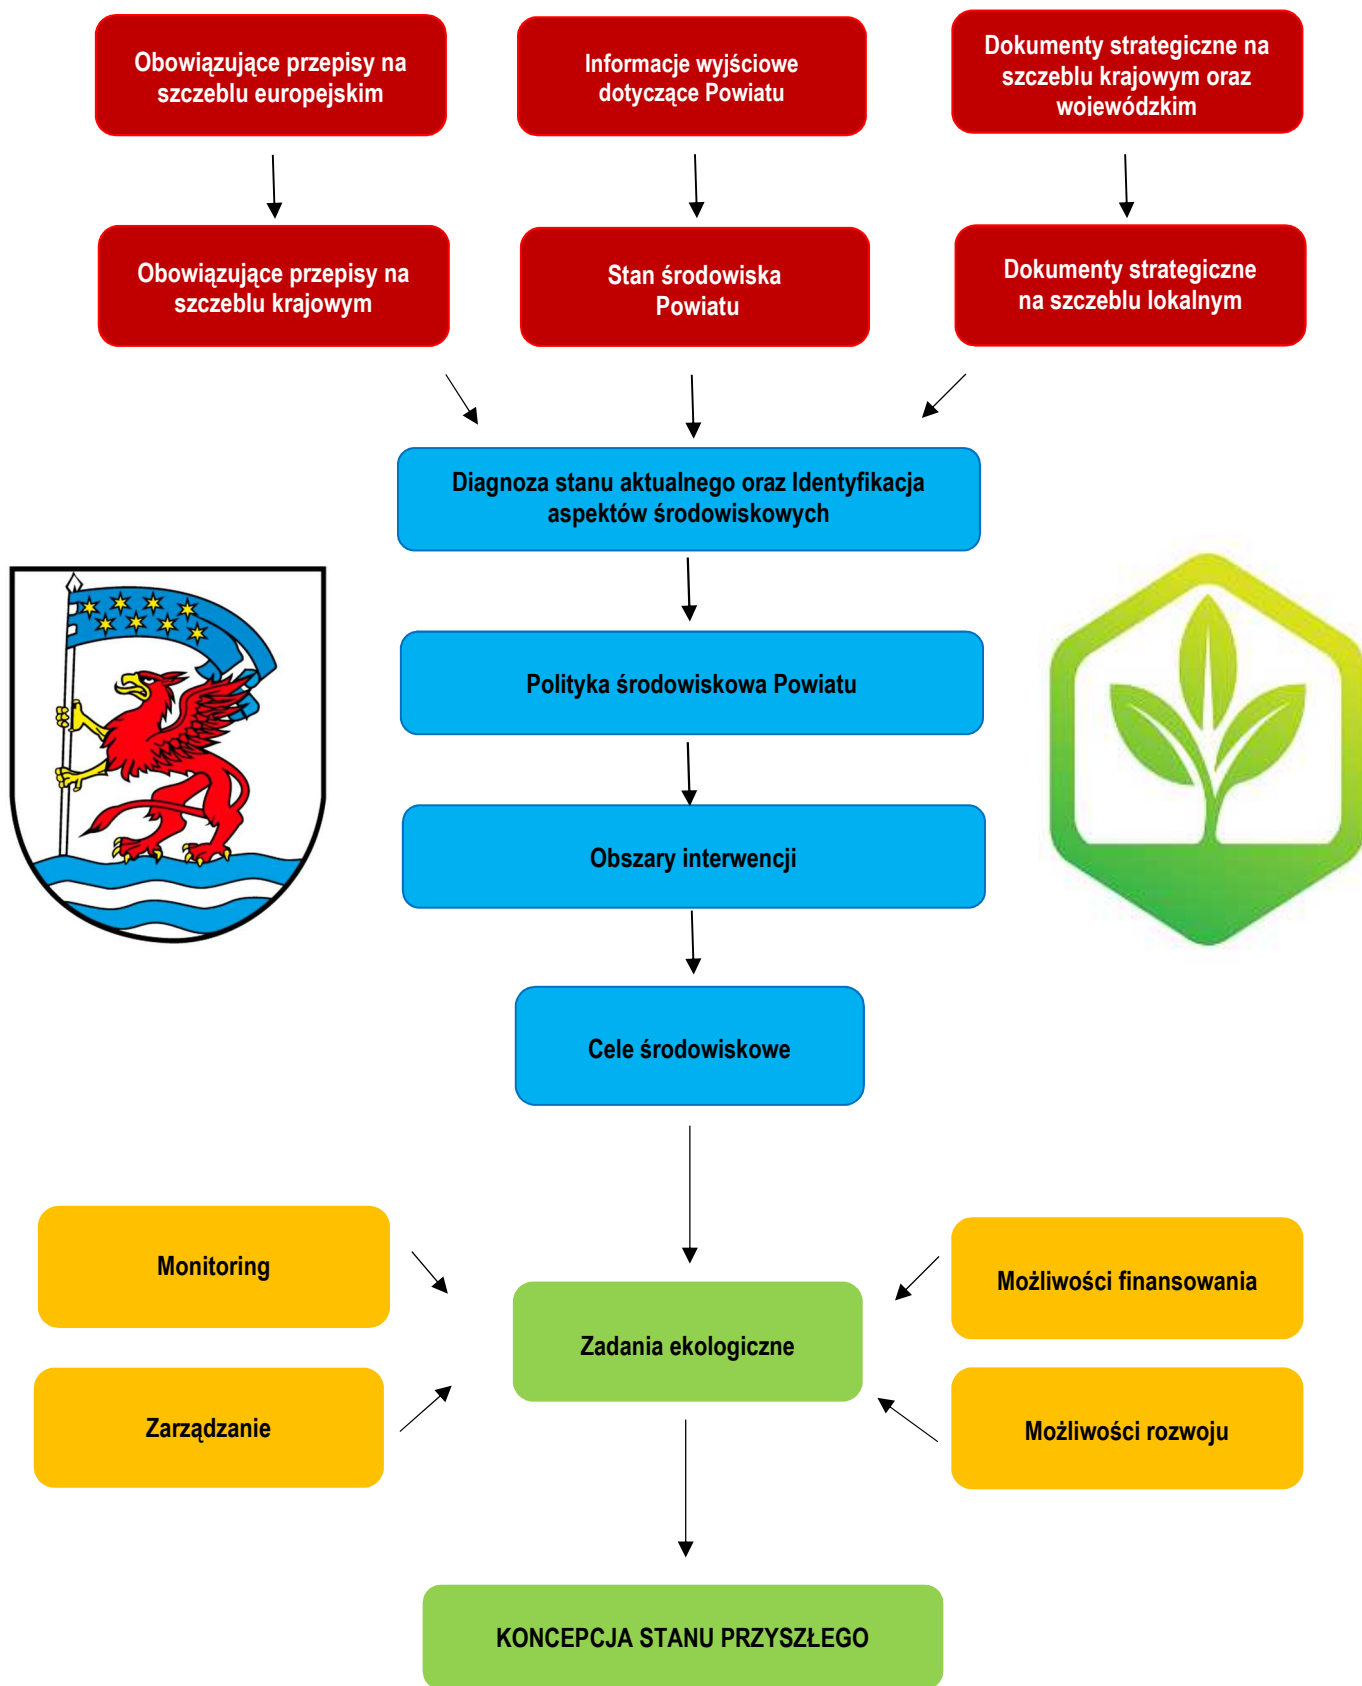 Obowiązujące przepisy na
szczeblu europejskim
Informacje wyjściowe
dotyczące Powiatu
Dokumenty strategiczne na
szczeblu krajowym oraz
wojewódzkim
Obowiązujące przepisy na
szczeblu krajowym
Stan środowiska
Powiatu
Dokumenty strategiczne
na szczeblu lokalnym
Diagnoza stanu aktualnego oraz Identyfikacja
aspektów środowiskowych
Polityka środowiskowa Powiatu
Obszary interwencji
Cele środowiskowe
Monitoring
Możliwości finansowania
Zadania ekologiczne
Zarządzanie
Możliwości rozwoju
KONCEPCJA STANU PRZYSZŁEGO